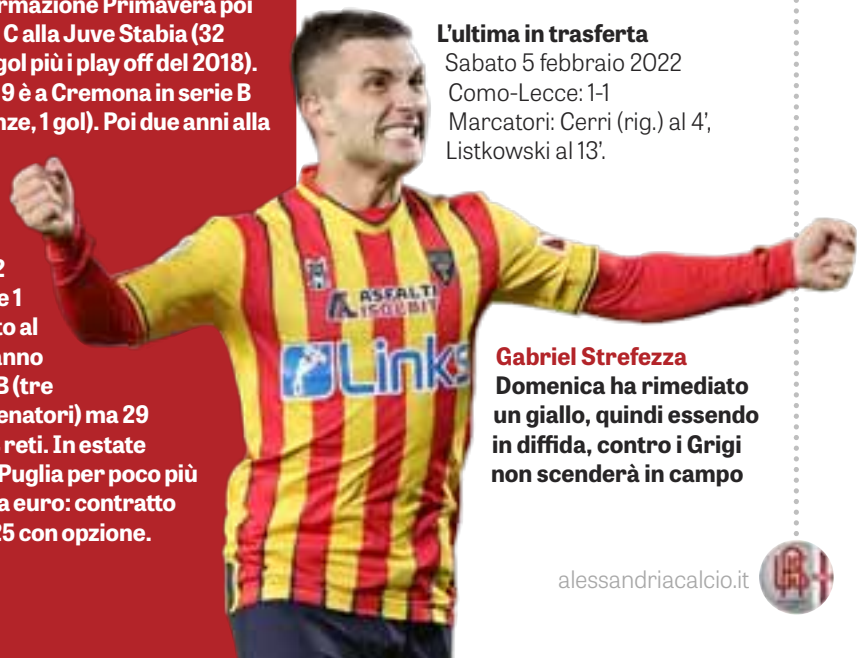 rmazione Primavera poi
C alla Juve Stabia (32
gol più i play off del 2018).
9 è a Cremona in serie B
nze, 1 gol). Poi due anni alla
2
e 1
to al
anno
B (tre
enatori) ma 29
reti. In estate
Puglia per poco più
a euro: contratto
25 con opzione.
L’ultima in trasferta
Sabato 5 febbraio 2022
Como-Lecce: 1-1
Marcatori: Cerri (rig.) al 4’,
Listkowski al 13’.
ASFALTI
ISOLBIT
Links
Gabriel Strefezza
Domenica ha rimediato
un giallo, quindi essendo
in diffida, contro i Grigi
non scenderà in campo
alessandriacalcio.it